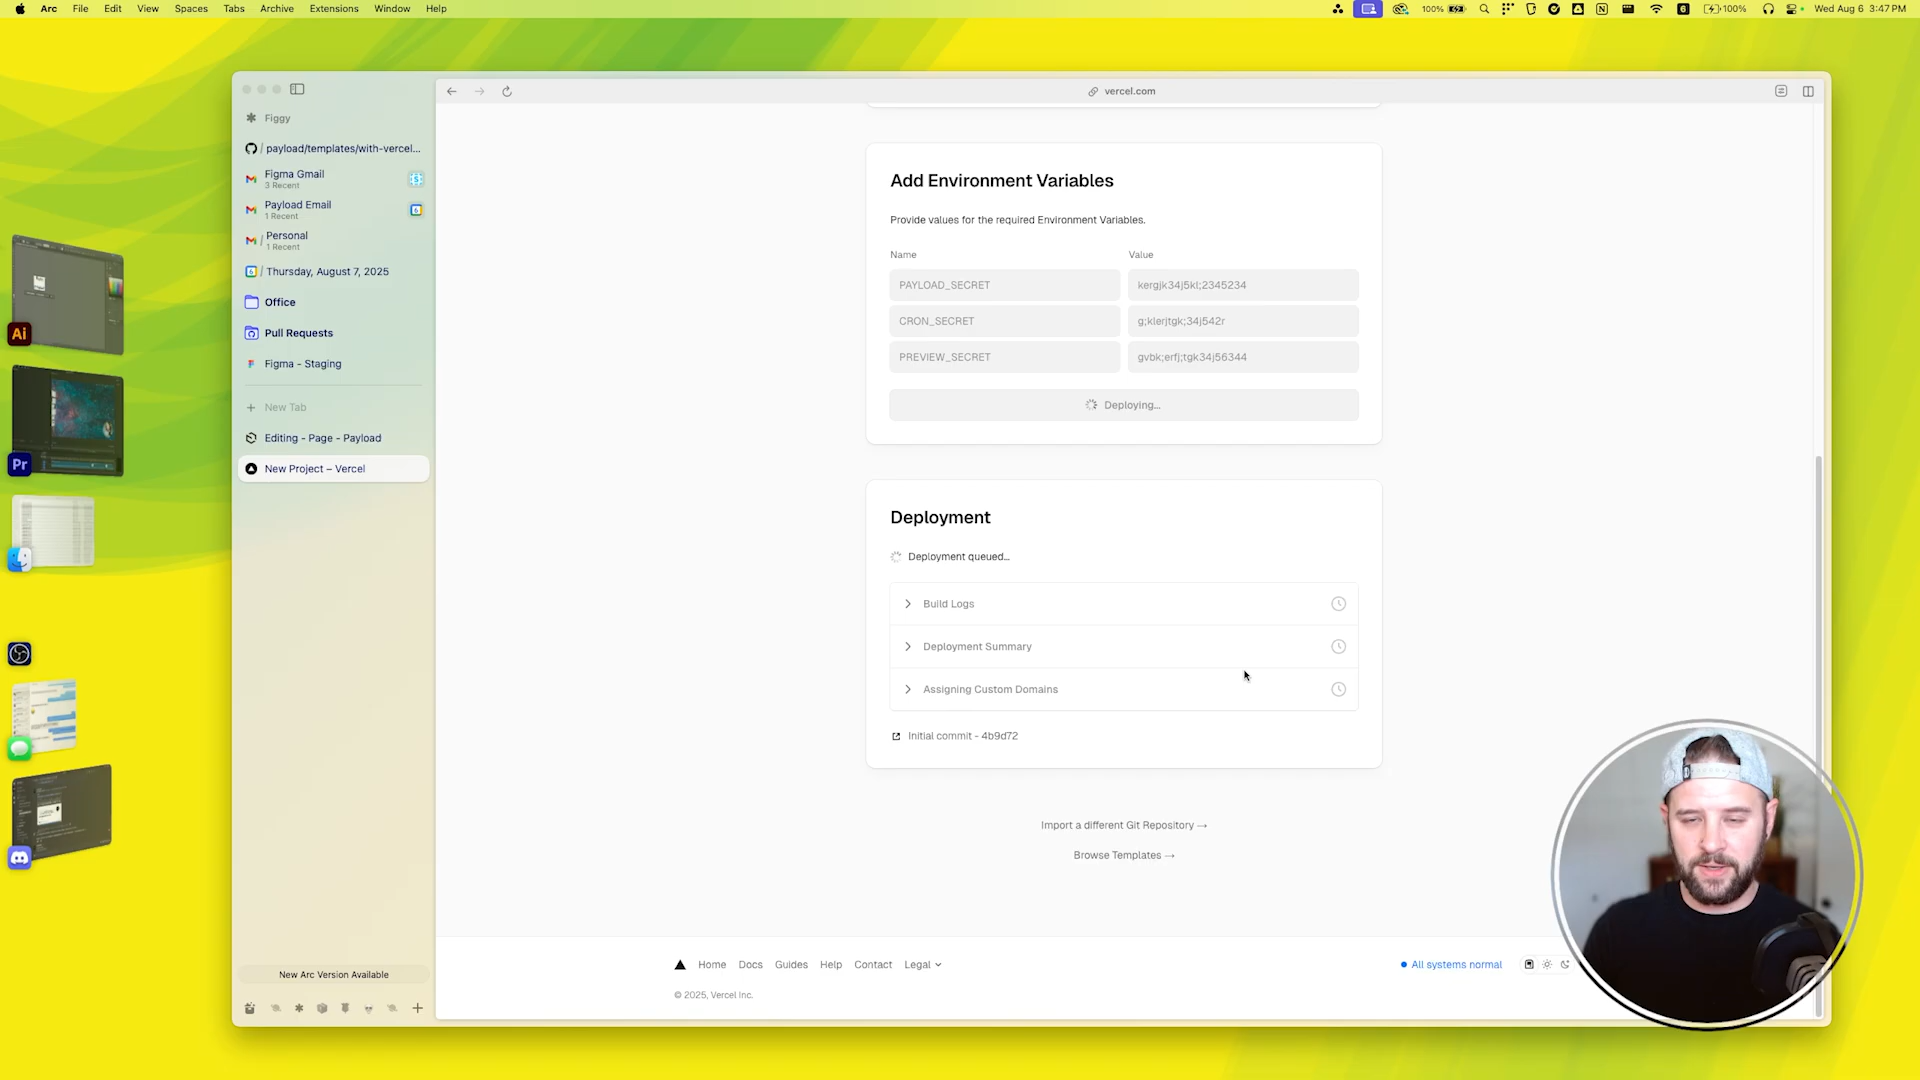 Arc File Edit View Spaces Tabs Archive Extensions Window Help
100% 6 100% Wed Aug 6 3:47 PM
vercel.com
Figgy
/ payload/templates/with-vercel...
Figma Gmail
3 Recent
Payload Email
1 Recent
/ Personal
1 Recent
/ Thursday, August 7, 2025
Office
Pull Requests
Figma - Staging
New Tab
Editing - Page - Payload
New Project – Vercel
New Arc Version Available
Add Environment Variables
Provide values for the required Environment Variables.
Name Value
PAYLOAD_SECRET kergjk34j5kl;2345234
CRON_SECRET g;klerjtgk;34j542r
PREVIEW_SECRET gvbk;erfj;tgk34j56344
Deploying...
Deployment
Deployment queued...
Build Logs
Deployment Summary
Assigning Custom Domains
Initial commit - 4b9d72
Import a different Git Repository →
Browse Templates →
Home Docs Guides Help Contact Legal
All systems normal
© 2025, Vercel Inc.
Ai
Pr